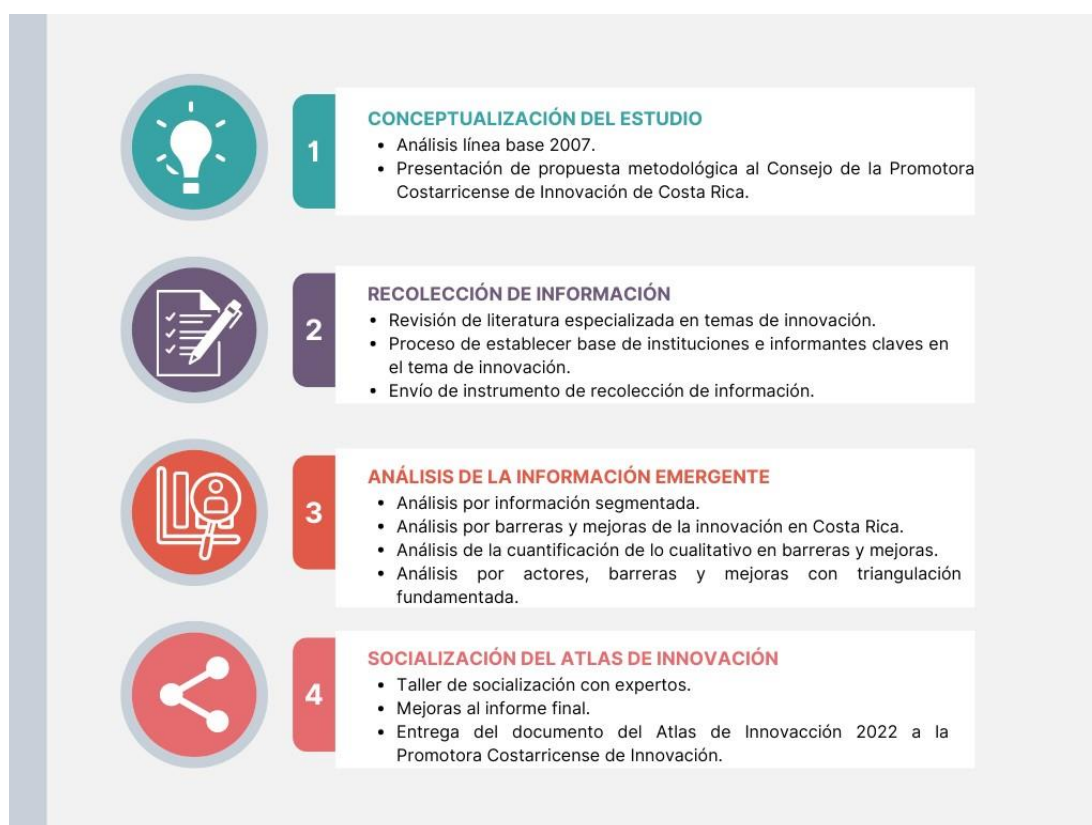 1
CONCEPTUALIZACIÓN DEL ESTUDIO
• Análisis línea base 2007.
• Presentación de propuesta metodológica al Consejo de la Promotora
Costarricense de Innovación de Costa Rica.
2
RECOLECCIÓN DE INFORMACIÓN
• Revisión de literatura especializada en temas de innovación.
• Proceso de establecer base de instituciones e informantes claves en
el tema de innovación.
• Envío de instrumento de recolección de información.
3
ANÁLISIS DE LA INFORMACIÓN EMERGENTE
• Análisis por información segmentada.
• Análisis por barreras y mejoras de la innovación en Costa Rica.
• Análisis de la cuantificación de lo cualitativo en barreras y mejoras.
• Análisis por actores, barreras y mejoras con triangulación
fundamentada.
4
SOCIALIZACIÓN DEL ATLAS DE INNOVACIÓN
• Taller de socialización con expertos.
• Mejoras al informe final.
• Entrega del documento del Atlas de Innovacción 2022 a la
Promotora Costarricense de Innovación.